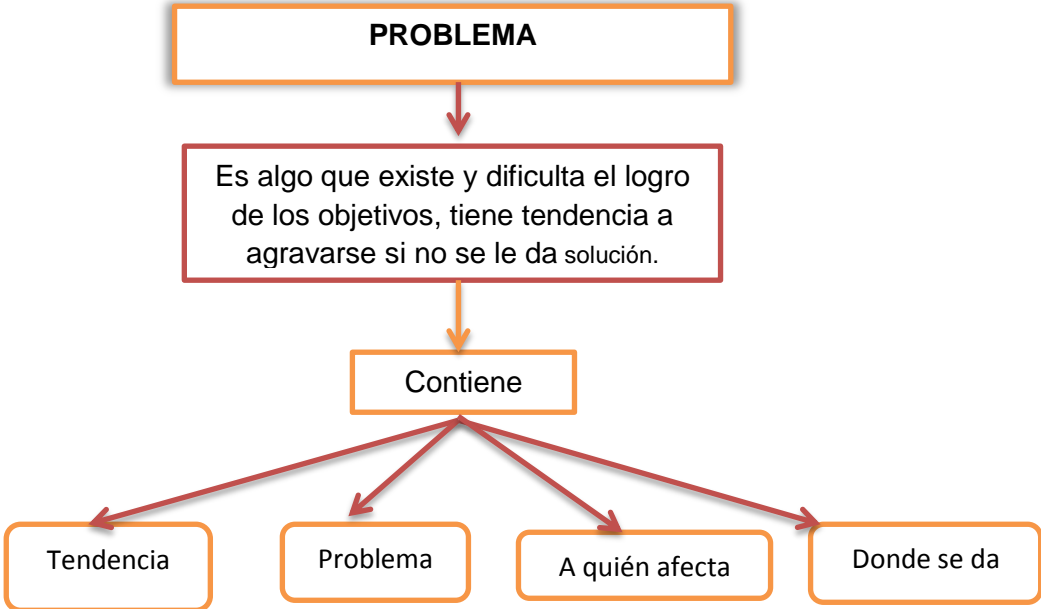 PROBLEMA
Es algo que existe y dificulta el logro
de los objetivos, tiene tendencia a
agravarse si no se le da solución.
Contiene
Tendencia
Problema
A quién afecta
Donde se da